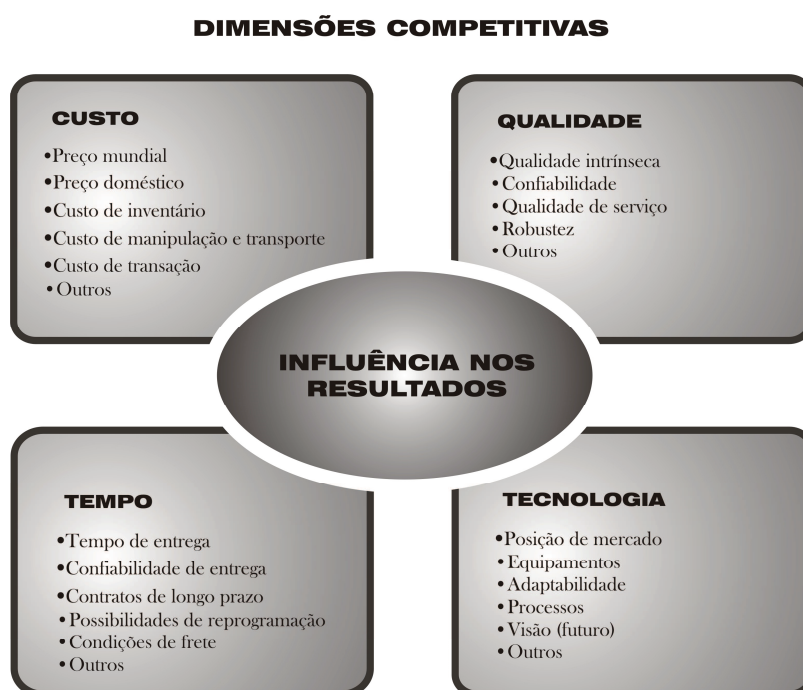 DIMENSÕES COMPETITIVAS
CUSTO
•Preço mundial
•Preço doméstico
•Custo de inventário
•Custo de manipulação e transporte
•Custo de transação
• Outros
QUALIDADE
•Qualidade intrínseca
• Confiabilidade
• Qualidade de serviço
• Robustez
• Outros
INFLUÊNCIA NOS
RESULTADOS
TEMPO
•Tempo de entrega
•Confiabilidade de entrega
•Contratos de longo prazo
• Possibilidades de reprogramação
• Condições de frete
• Outros
TECNOLOGIA
•Posição de mercado
• Equipamentos
• Adaptabilidade
• Processos
• Visão (futuro)
• Outros